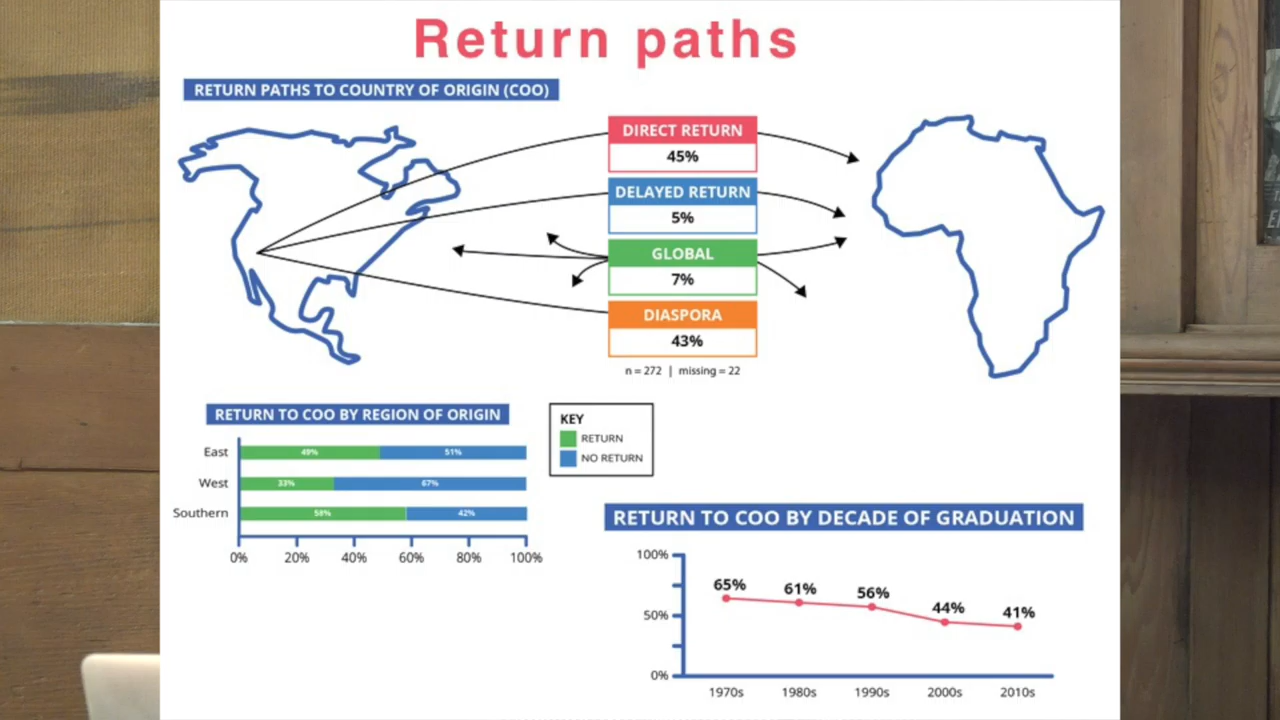 Return paths
RETURN PATHS TO COUNTRY OF ORIGIN (COO)
DIRECT RETURN
45%
DELAYED RETURN
5%
GLOBAL
7%
DIASPORA
43%
n = 272 | missing = 22
RETURN TO COO BY REGION OF ORIGIN
East 49% 51%
West 33% 67%
Southern 58% 42%
0% 20% 40% 60% 80% 100%
KEY
RETURN
NO RETURN
RETURN TO COO BY DECADE OF GRADUATION
100%
50%
0%
65% 61% 56% 44% 41%
1970s 1980s 1990s 2000s 2010s